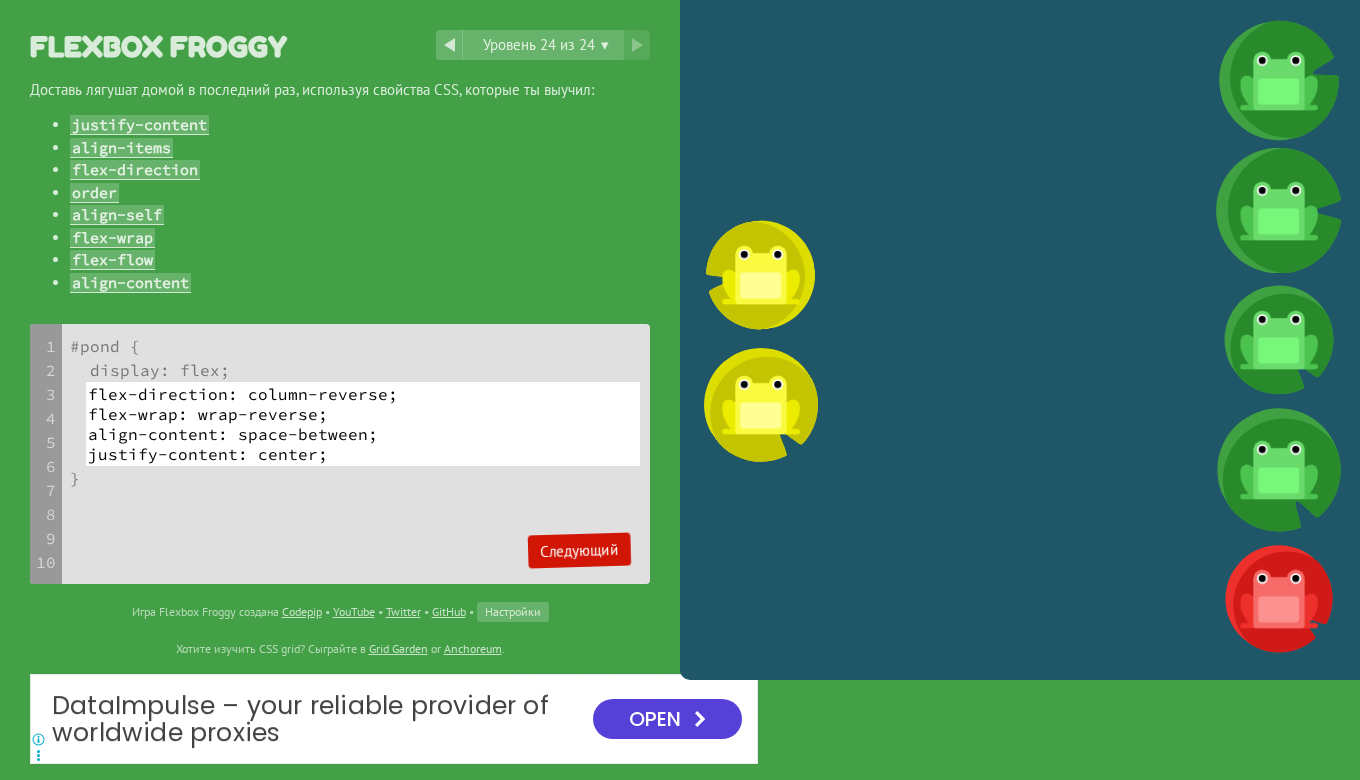 FLEXBOX FROGGY
Уровень 24 из 24 ▼
Доставь лягушат домой в последний раз, используя свойства CSS, которые ты выучил:
justify-content
align-items
flex-direction
order
align-self
flex-wrap
flex-flow
align-content
1 #pond {
2 display: flex;
3 flex-direction: column-reverse;
4 flex-wrap: wrap-reverse;
5 align-content: space-between;
6 justify-content: center;
7 }
8
9
10
Следующий
Игра Flexbox Froggy создана Codepip • YouTube • Twitter • GitHub • Настройки
Хотите изучить CSS grid? Сыграйте в Grid Garden or Anchoreum.
DataImpulse – your reliable provider of
worldwide proxies
OPEN